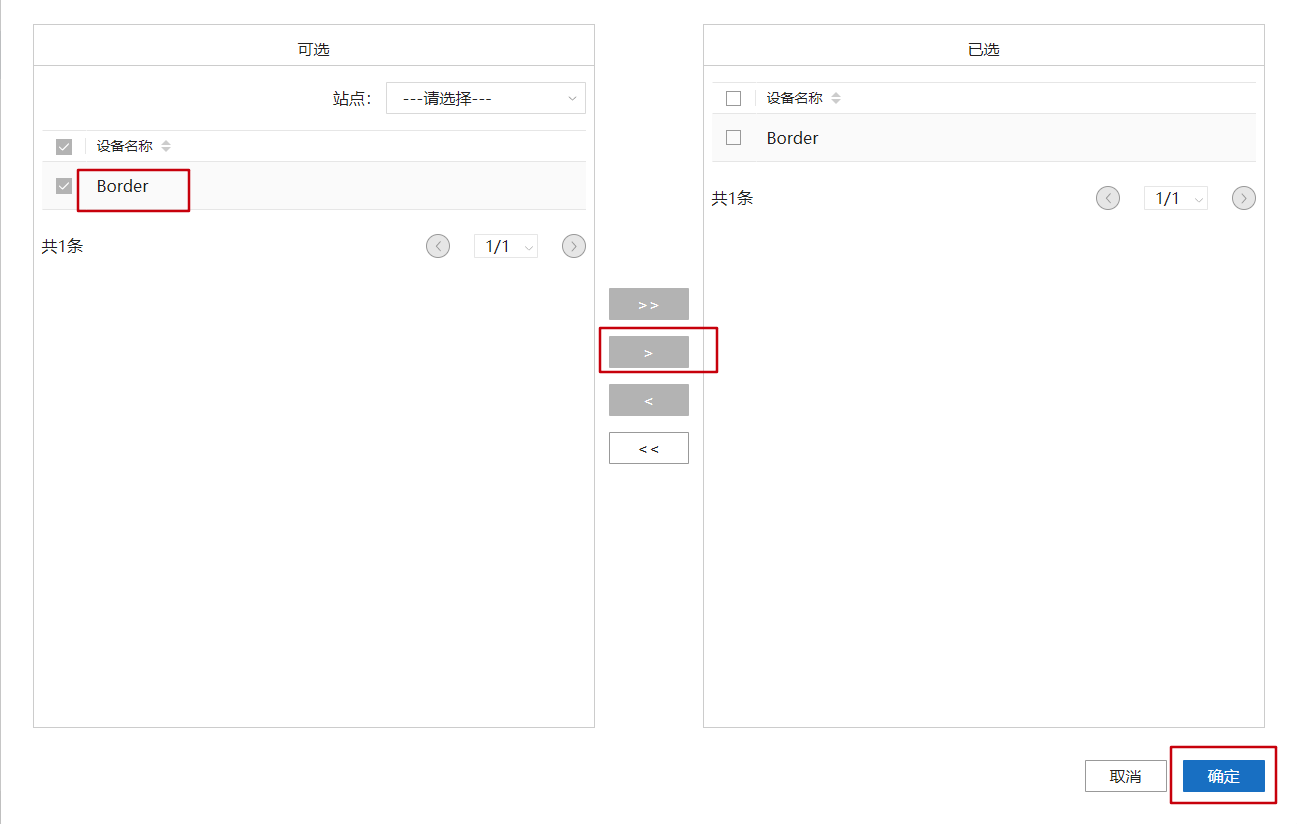 可选
站点：
---请选择---
设备名称
Border
共1条
1/1
>>
>
<
<<
已选
设备名称
Border
共1条
1/1
取消
确定